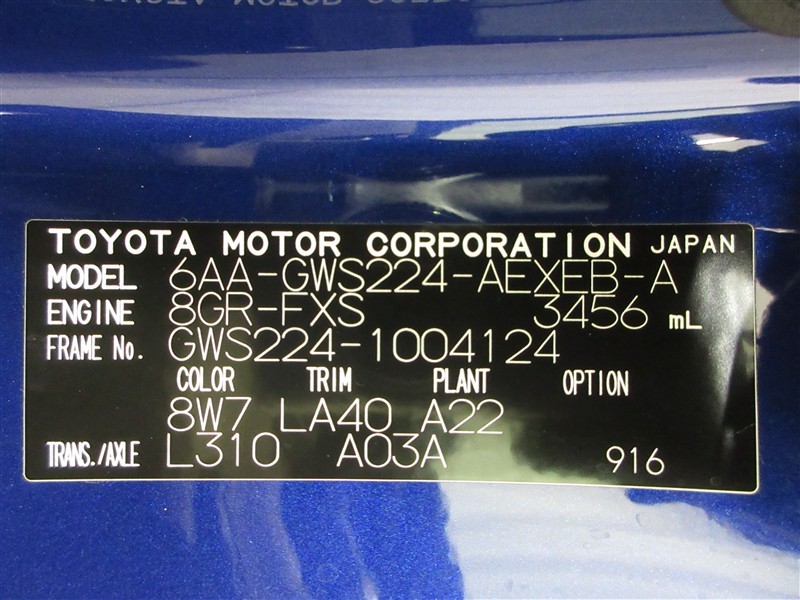 TOYOTA MOTOR CORPORATION JAPAN
MODEL 6AA-GWS224-AEXEB-A
ENGINE 8GR-FXS 3456 mL
FRAME No. GWS224-1004124
COLOR TRIM PLANT OPTION
8W7 LA40 A22
TRANS./AXLE L310 A03A 916